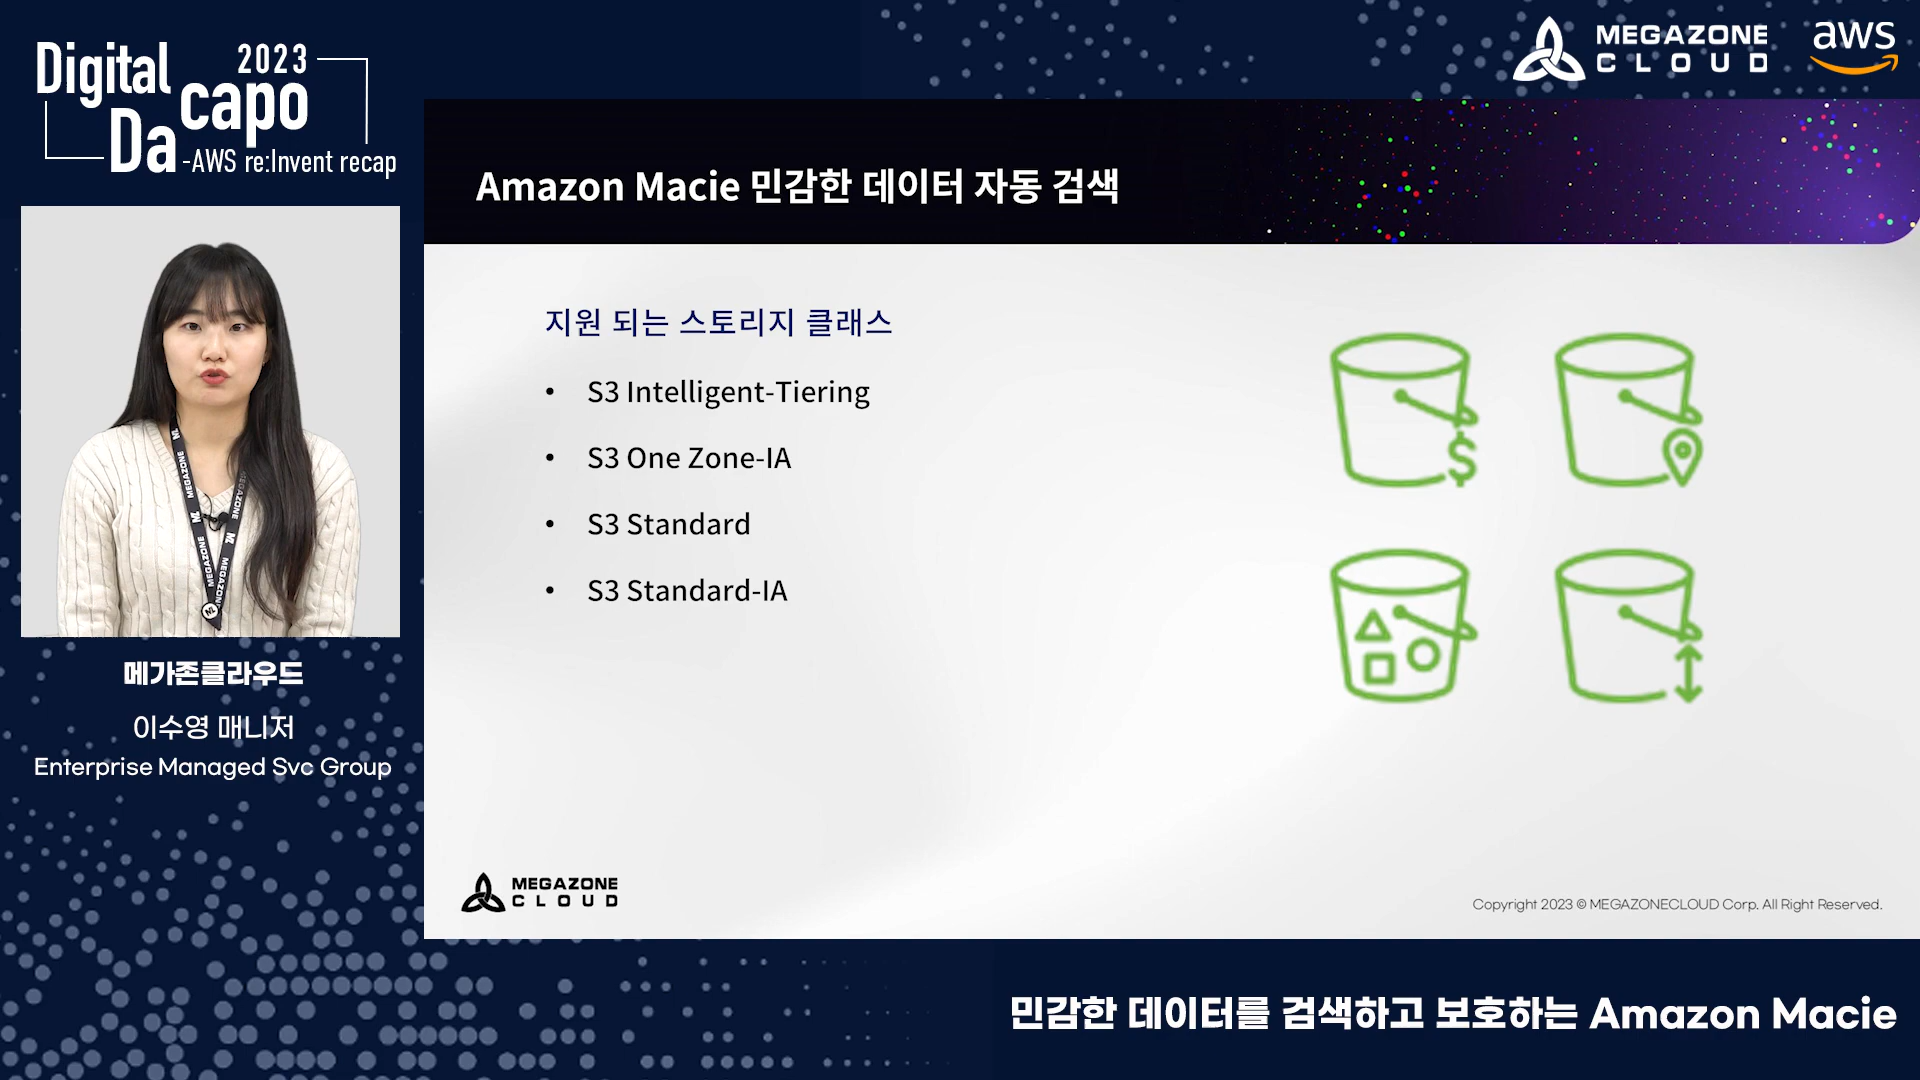 Digital
2023
Da capo
-AWS re:Invent recap
MEGAZONE
CLOUD
aws
Amazon Macie 민감한 데이터 자동 검색
지원 되는 스토리지 클래스
• S3 Intelligent-Tiering
• S3 One Zone-IA
• S3 Standard
• S3 Standard-IA
$
MEGAZONE
MEGAZONE
MEGAZONE
MEGAZONE
메가존클라우드
이수영 매니저
Enterprise Managed Svc Group
MEGAZONE
CLOUD
Copyright 2023 © MEGAZONECLOUD Corp. All Right Reserved.
민감한 데이터를 검색하고 보호하는 Amazon Macie